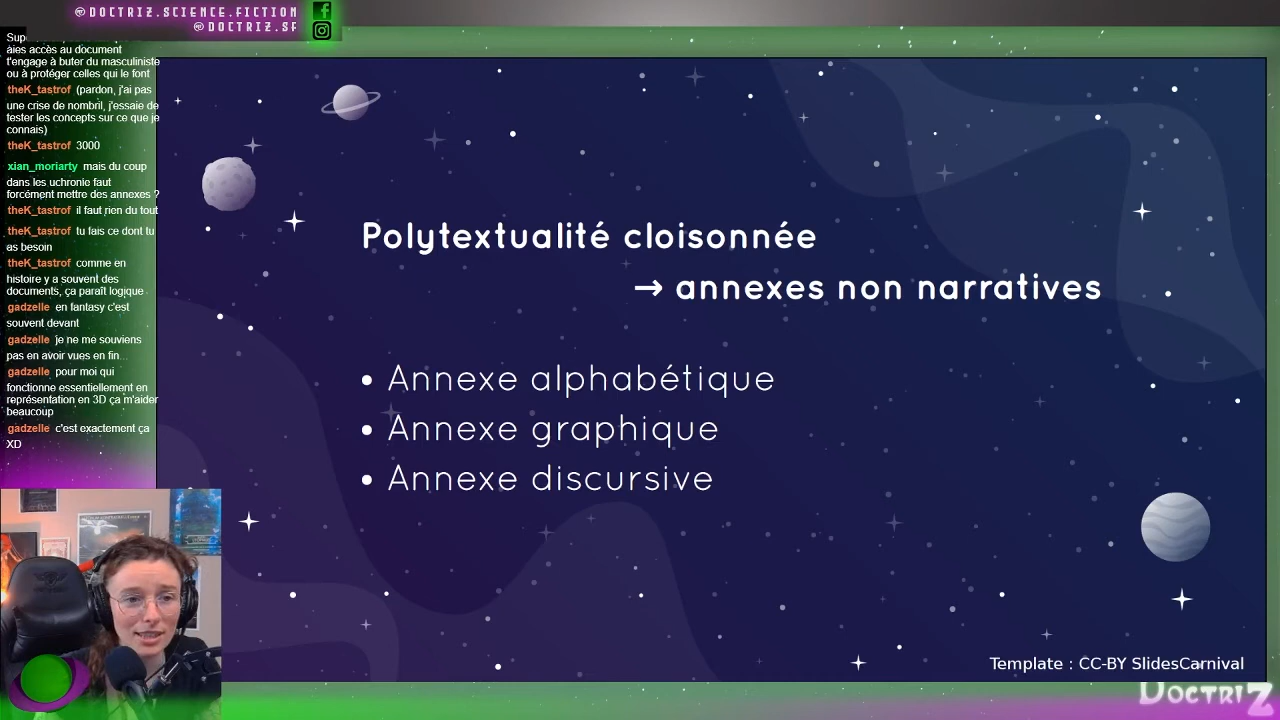 @DOCTRIZ.SCIENCE.FICTION
@DOCTRIZ.SF
aies accès au document
t'engage à buter du masculiniste
ou à protéger celles qui le font
theK_tastrof (pardon, j'ai pas
une crise de nombril, j'essaie de
tester les concepts sur ce que je
connais)
theK_tastrof 3000
xian_moriarty mais du coup
dans les uchronie faut
forcément mettre des annexes ?
theK_tastrof il faut rien du tout
theK_tastrof tu fais ce dont tu
as besoin
theK_tastrof comme en
histoire y a souvent des
documents, ça paraît logique
gadzelle en fantasy c'est
souvent devant
gadzelle je ne me souviens
pas en avoir vues en fin...
gadzelle pour moi qui
fonctionne essentiellement en
représentation en 3D ça m'aider
beaucoup
gadzelle c'est exactement ça
XD
Polytextualité cloisonnée
→ annexes non narratives
• Annexe alphabétique
• Annexe graphique
• Annexe discursive
Template : CC-BY SlidesCarnival
DOCTRIZ